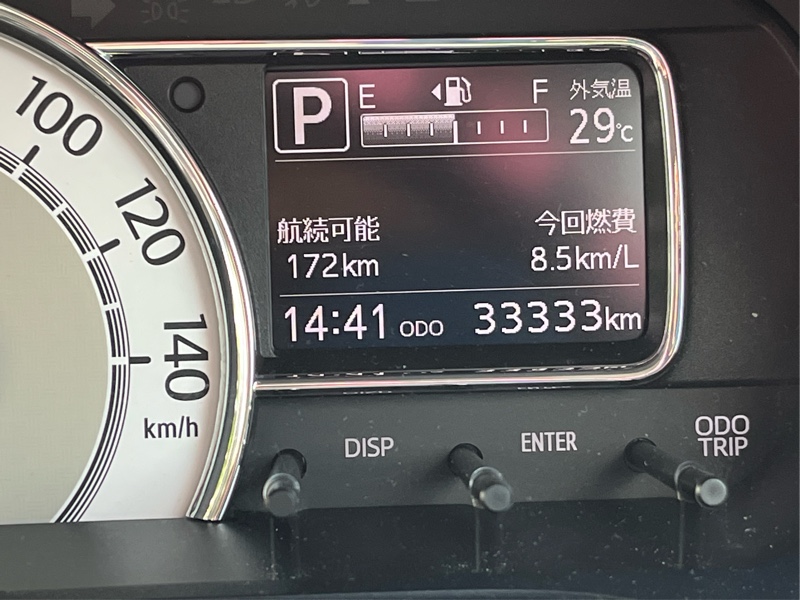 100
120
140
km/h
P
E F
外気温
29℃
航続可能
172km
今回燃費
8.5km/L
14:41 ODO 33333km
DISP
ENTER
ODO
TRIP